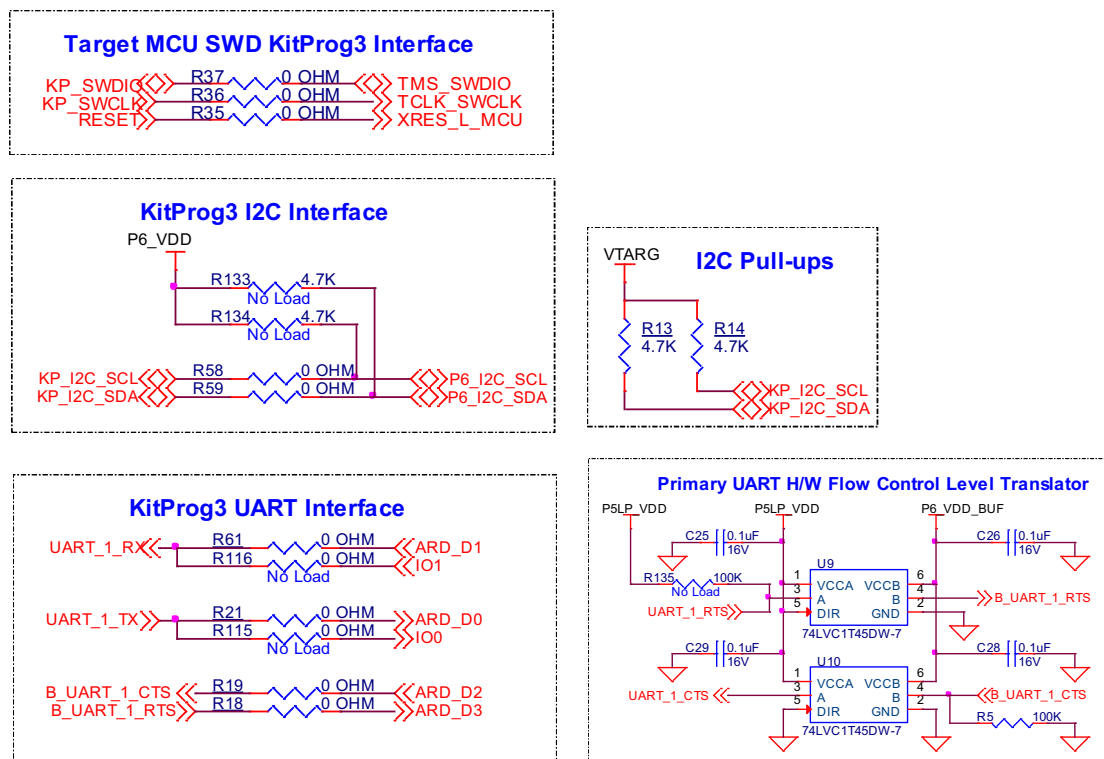 Target MCU SWD KitProg3 Interface
KP_SWDIO R37 0 OHM TMS_SWDIO
KP_SWCLK R36 0 OHM TCLK_SWCLK
RESET R35 0 OHM XRES_L_MCU
KitProg3 I2C Interface
P6_VDD
R133 4.7K
No Load
R134 4.7K
No Load
KP_I2C_SCL R58 0 OHM P6_I2C_SCL
KP_I2C_SDA R59 0 OHM P6_I2C_SDA
I2C Pull-ups
VTARG
R13 R14
4.7K 4.7K
KP_I2C_SCL
KP_I2C_SDA
KitProg3 UART Interface
UART_1_RX R61 0 OHM ARD_D1
R116 0 OHM IO1
No Load
UART_1_TX R21 0 OHM ARD_D0
R115 0 OHM IO0
No Load
B_UART_1_CTS R19 0 OHM ARD_D2
B_UART_1_RTS R18 0 OHM ARD_D3
Primary UART H/W Flow Control Level Translator
P5LP_VDD P5LP_VDD P6_VDD_BUF
C25 0.1uF C26 0.1uF
16V 16V
U9
R135 100K 1 VCCA VCCB 6
No Load 3 A B 4 B_UART_1_RTS
UART_1_RTS 5 DIR GND 2
74LVC1T45DW-7
C29 0.1uF C28 0.1uF
16V 16V
U10
1 VCCA VCCB 6
UART_1_CTS 3 A B 4 B_UART_1_CTS
5 DIR GND 2
R5 100K
74LVC1T45DW-7